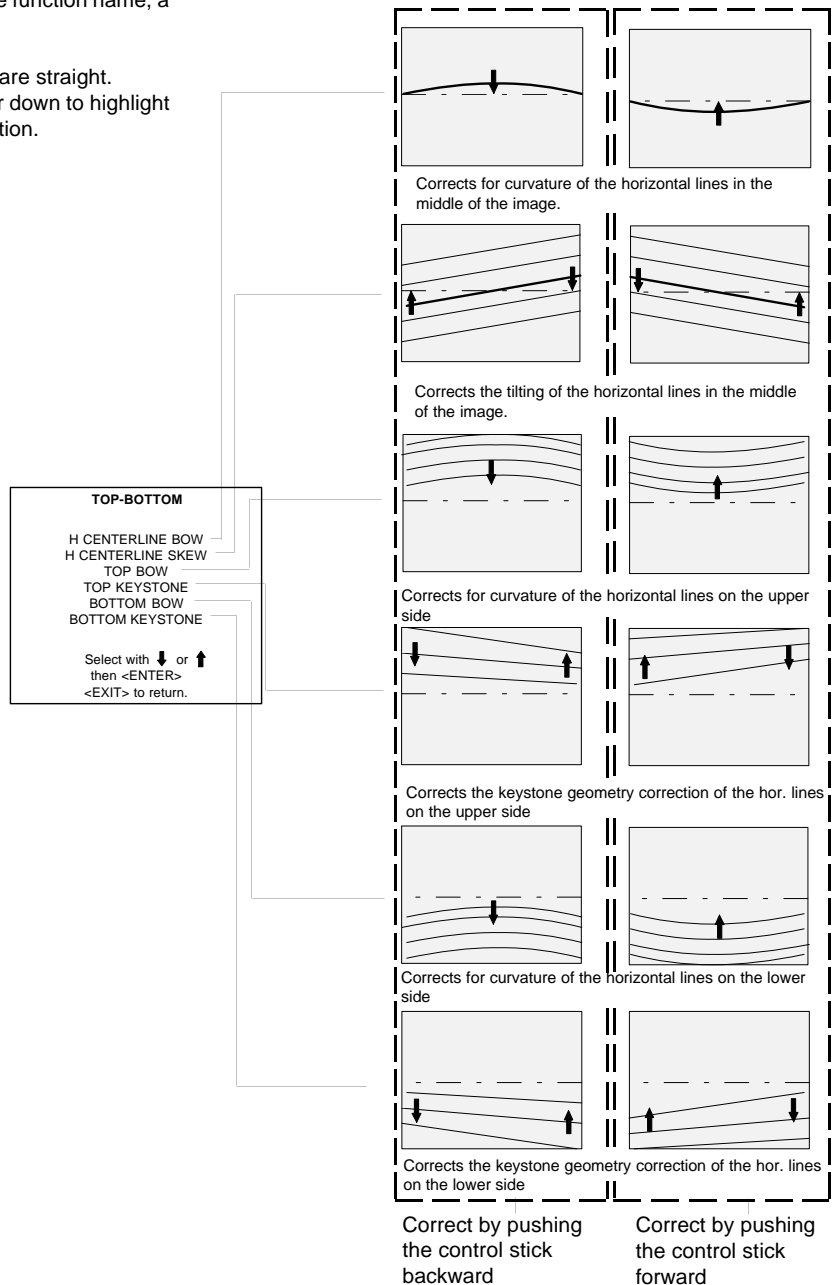 e function name, a
are straight.
r down to highlight
tion.
Corrects for curvature of the horizontal lines in the
middle of the image.
Corrects the tilting of the horizontal lines in the middle
of the image.
TOP-BOTTOM
H CENTERLINE BOW
H CENTERLINE SKEW
TOP BOW
TOP KEYSTONE
BOTTOM BOW
BOTTOM KEYSTONE
Select with ⬇ or ⬆
then <ENTER>
<EXIT> to return.
Corrects for curvature of the horizontal lines on the upper
side
Corrects the keystone geometry correction of the hor. lines
on the upper side
Corrects for curvature of the horizontal lines on the lower
side
Corrects the keystone geometry correction of the hor. lines
on the lower side
Correct by pushing
the control stick
backward
Correct by pushing
the control stick
forward